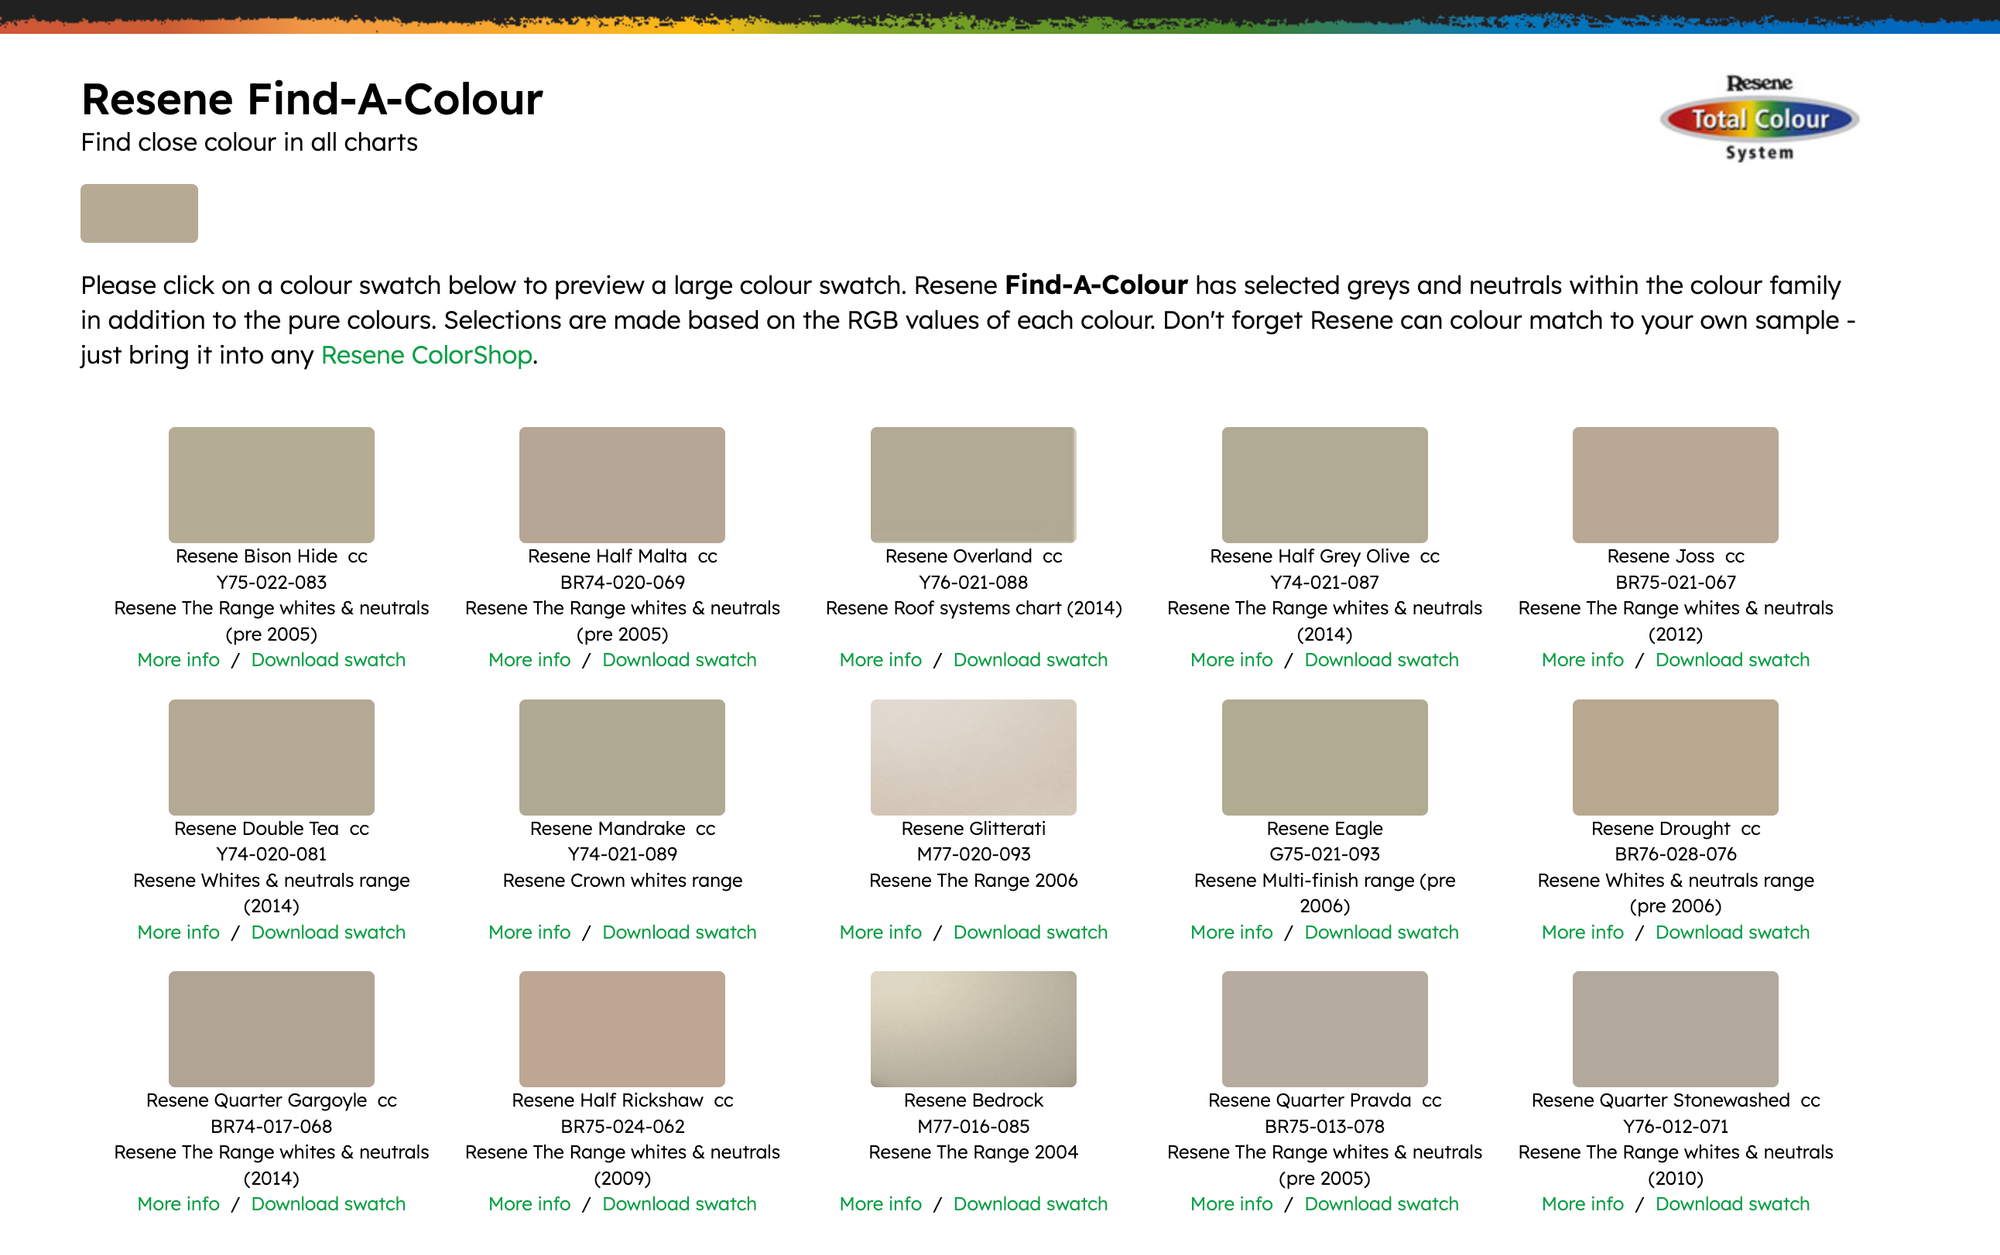 Resene Find-A-Colour
Find close colour in all charts
Resene
Total Colour
System
Please click on a colour swatch below to preview a large colour swatch. Resene Find-A-Colour has selected greys and neutrals within the colour family
in addition to the pure colours. Selections are made based on the RGB values of each colour. Don't forget Resene can colour match to your own sample -
just bring it into any Resene ColorShop.
Resene Bison Hide cc
Y75-022-083
Resene The Range whites & neutrals
(pre 2005)
More info / Download swatch
Resene Half Malta cc
BR74-020-069
Resene The Range whites & neutrals
(pre 2005)
More info / Download swatch
Resene Overland cc
Y76-021-088
Resene Roof systems chart (2014)
More info / Download swatch
Resene Half Grey Olive cc
Y74-021-087
Resene The Range whites & neutrals
(2014)
More info / Download swatch
Resene Joss cc
BR75-021-067
Resene The Range whites & neutrals
(2012)
More info / Download swatch
Resene Double Tea cc
Y74-020-081
Resene Whites & neutrals range
(2014)
More info / Download swatch
Resene Mandrake cc
Y74-021-089
Resene Crown whites range
More info / Download swatch
Resene Glitterati
M77-020-093
Resene The Range 2006
More info / Download swatch
Resene Eagle
G75-021-093
Resene Multi-finish range (pre
2006)
More info / Download swatch
Resene Drought cc
BR76-028-076
Resene Whites & neutrals range
(pre 2006)
More info / Download swatch
Resene Quarter Gargoyle cc
BR74-017-068
Resene The Range whites & neutrals
(2014)
More info / Download swatch
Resene Half Rickshaw cc
BR75-024-062
Resene The Range whites & neutrals
(2009)
More info / Download swatch
Resene Bedrock
M77-016-085
Resene The Range 2004
More info / Download swatch
Resene Quarter Pravda cc
BR75-013-078
Resene The Range whites & neutrals
(pre 2005)
More info / Download swatch
Resene Quarter Stonewashed cc
Y76-012-071
Resene The Range whites & neutrals
(2010)
More info / Download swatch